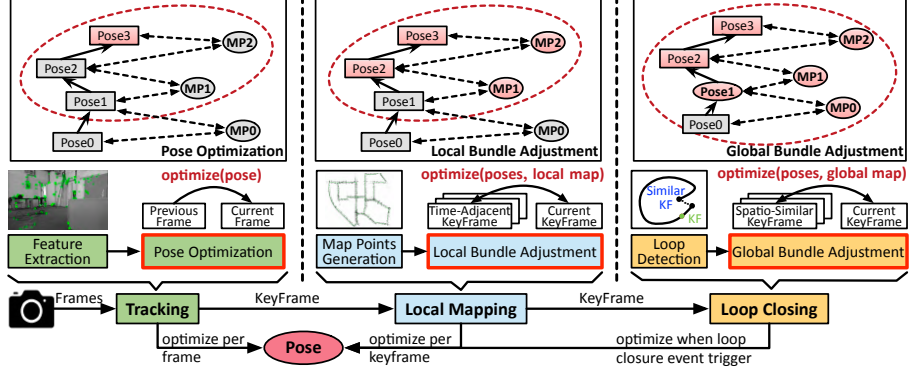 Pose3
MP2
Pose2
MP1
Pose1
MP0
Pose0
Pose Optimization
Pose3
MP2
Pose2
MP1
Pose1
MP0
Pose0
Local Bundle Adjustment
Pose3
MP2
Pose2
MP1
Pose1
MP0
Pose0
Global Bundle Adjustment
optimize(pose)
Previous
Frame
Current
Frame
optimize(poses, local map)
Time-Adjacent
KeyFrame
Current
KeyFrame
Similar
KF
KF
optimize(poses, global map)
Spatio-Similar
KeyFrame
Current
KeyFrame
Feature
Extraction
Pose Optimization
Map Points
Generation
Local Bundle Adjustment
Loop
Detection
Global Bundle Adjustment
Frames
Tracking
KeyFrame
Local Mapping
KeyFrame
Loop Closing
optimize per
frame
Pose
optimize per
keyframe
optimize when loop
closure event trigger